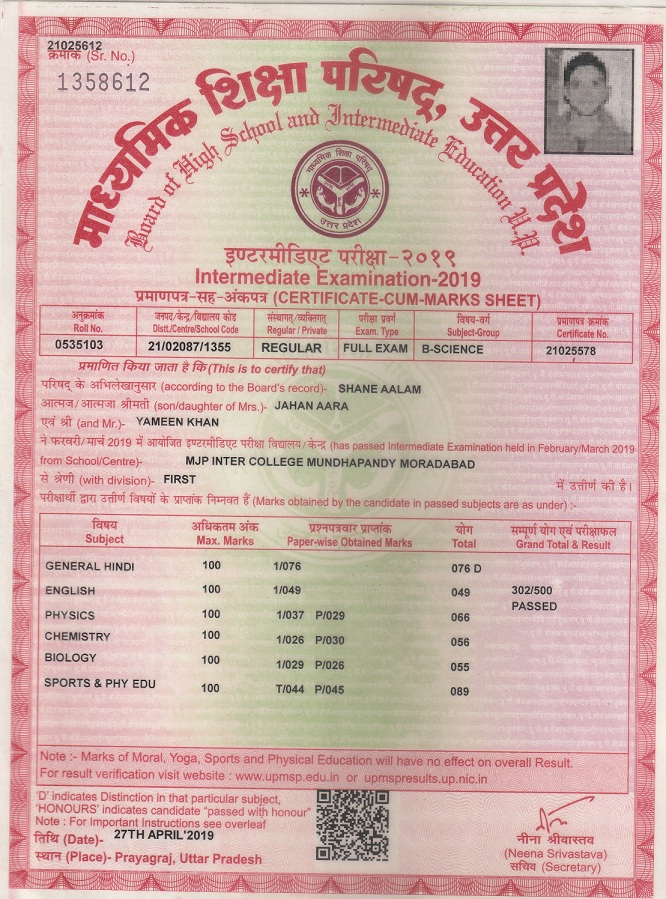 21025612
क्रमांक (Sr. No.)
1358612
माध्यमिक शिक्षा परिषद्, उत्तर प्रदेश
Board of High School and Intermediate Education U.P.
माध्यमिक शिक्षा परिषद्
उत्तर प्रदेश
इण्टरमीडिएट परीक्षा-२०१९
Intermediate Examination-2019
प्रमाणपत्र-सह-अंकपत्र (CERTIFICATE-CUM-MARKS SHEET)
अनुक्रमांक जनपद/केन्द्र/विद्यालय कोड संस्थागत/व्यक्तिगत् परीक्षा प्रवर्ग विषय-वर्ग प्रमाणपत्र क्रमांक
Roll No. Distt./Centre/School Code Regular / Private Exam. Type Subject-Group Certificate No.
0535103 21/02087/1355 REGULAR FULL EXAM B-SCIENCE 21025578
प्रमाणित किया जाता है कि (This is to certify that)
परिषद् के अभिलेखानुसार (according to the Board's record)- SHANE AALAM
आत्मज/आत्मजा श्रीमती (son/daughter of Mrs.)- JAHAN AARA
एवं श्री (and Mr.)- YAMEEN KHAN
ने फरवरी/मार्च 2019 में आयोजित इण्टरमीडिएट परीक्षा विद्यालय/केन्द्र (has passed Intermediate Examination held in February/March 2019
from School/Centre)- MJP INTER COLLEGE MUNDHAPANDY MORADABAD
से श्रेणी (with division)- FIRST में उत्तीर्ण की है।
परीक्षार्थी द्वारा उत्तीर्ण विषयों के प्राप्तांक निम्नवत हैं (Marks obtained by the candidate in passed subjects are as under) :-
विषय अधिकतम अंक प्रश्नपत्रवार प्राप्तांक योग सम्पूर्ण योग एवं परीक्षाफल
Subject Max. Marks Paper-wise Obtained Marks Total Grand Total & Result
GENERAL HINDI 100 1/076 076 D
ENGLISH 100 1/049 049 302/500
PASSED
PHYSICS 100 1/037 P/029 066
CHEMISTRY 100 1/026 P/030 056
BIOLOGY 100 1/029 P/026 055
SPORTS & PHY EDU 100 T/044 P/045 089
Note :- Marks of Moral, Yoga, Sports and Physical Education will have no effect on overall Result.
For result verification visit website : www.upmsp.edu.in or upmspresults.up.nic.in
'D' indicates Distinction in that particular subject,
'HONOURS' indicates candidate "passed with honour"
Note : For Important Instructions see overleaf
तिथि (Date)- 27TH APRIL'2019
स्थान (Place)- Prayagraj, Uttar Pradesh
नीना श्रीवास्तव
(Neena Srivastava)
सचिव (Secretary)